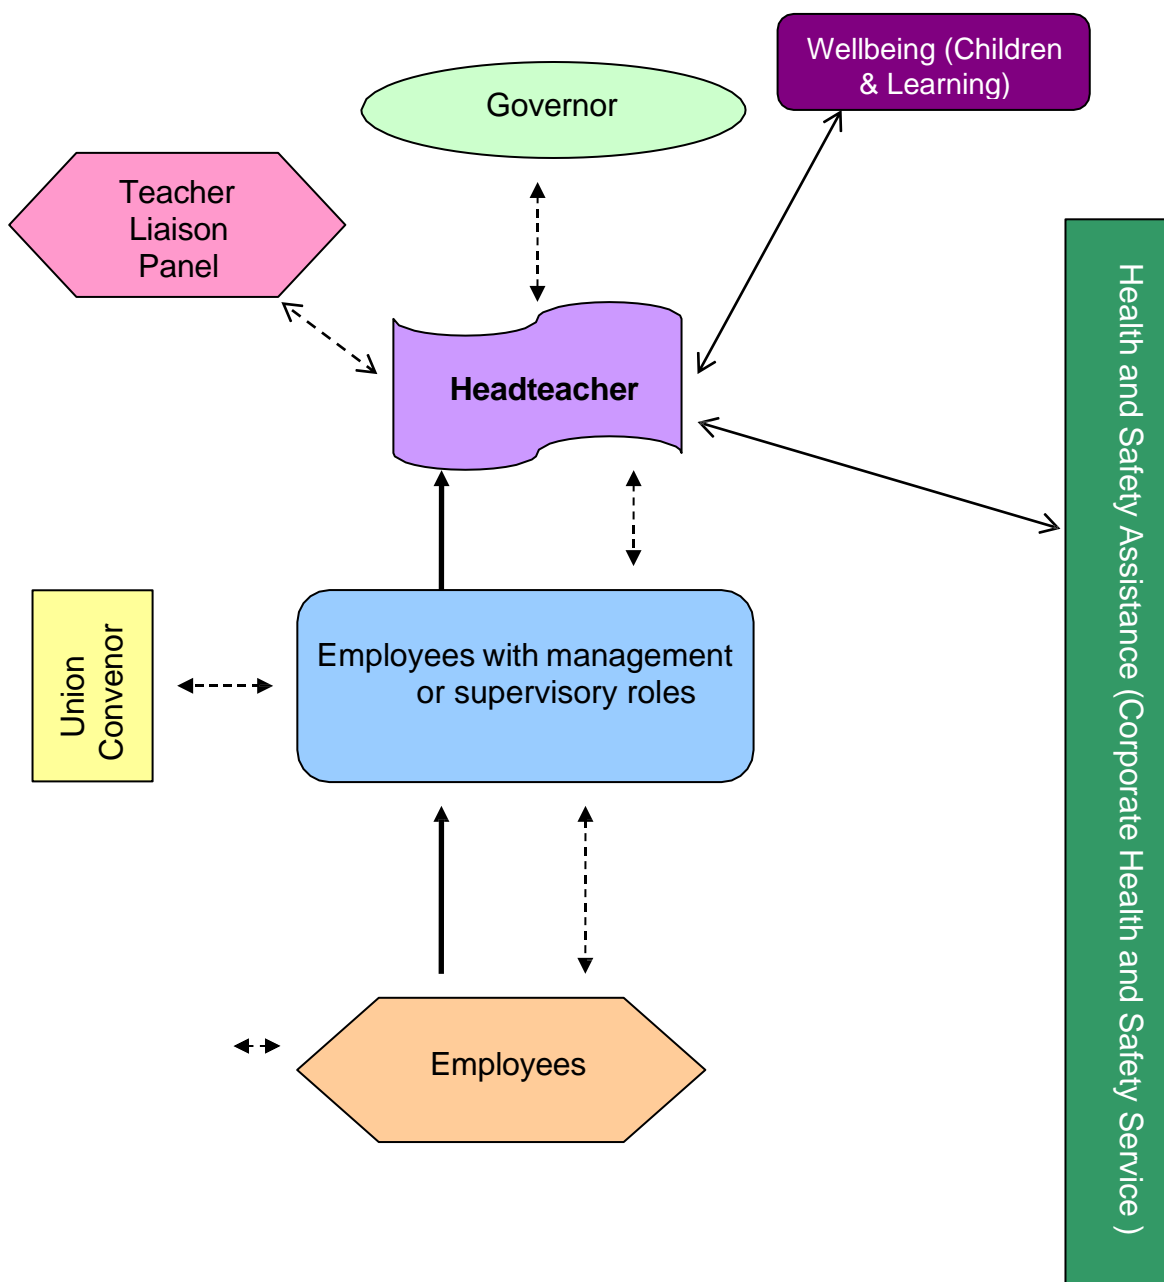 Wellbeing (Children
& Learning)
Governor
Teacher
Liaison
Panel
Headteacher
Health and Safety Assistance (Corporate Health and Safety Service )
Employees with management
or supervisory roles
Union
Convenor
Employees